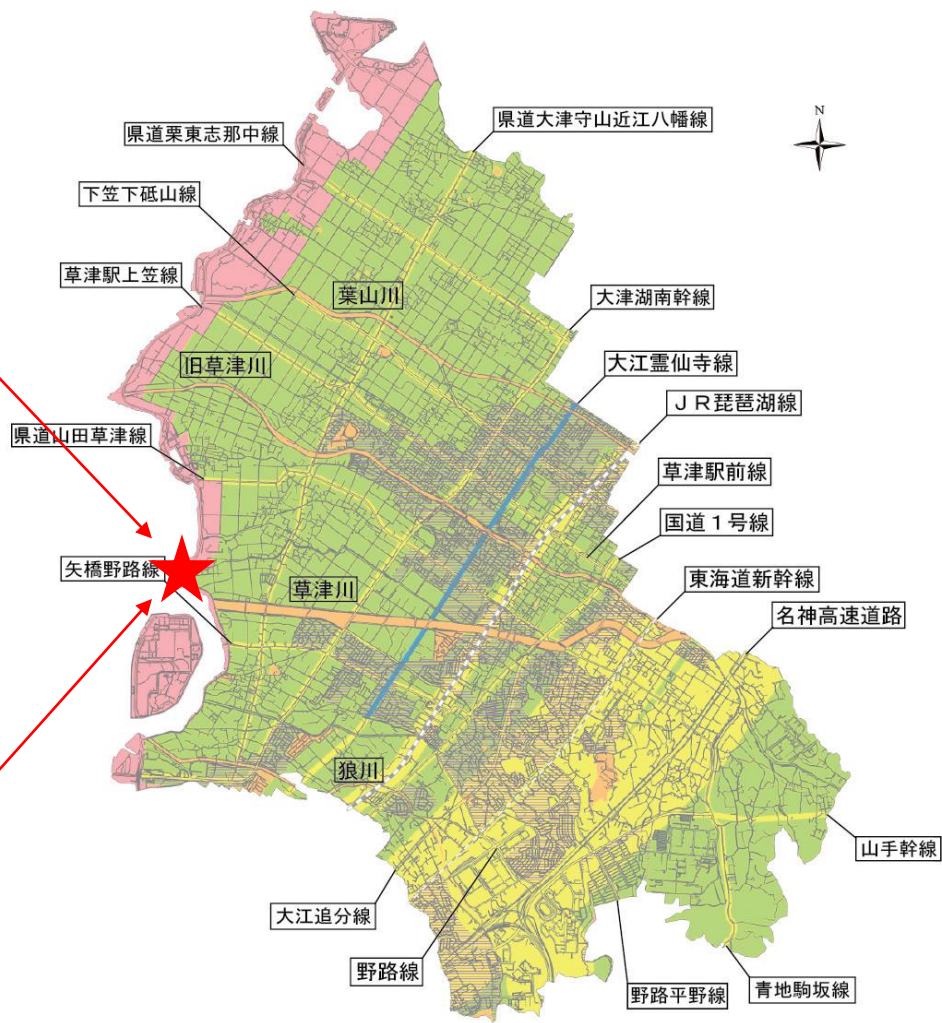 N
県道栗東志那中線
県道大津守山近江八幡線
下笠下砥山線
草津駅上笠線
葉山川
大津湖南幹線
旧草津川
大江霊仙寺線
JR琵琶湖線
県道山田草津線
草津駅前線
国道1号線
矢橋野路線
草津川
東海道新幹線
名神高速道路
狼川
山手幹線
大江追分線
野路線
野路平野線
青地駒坂線